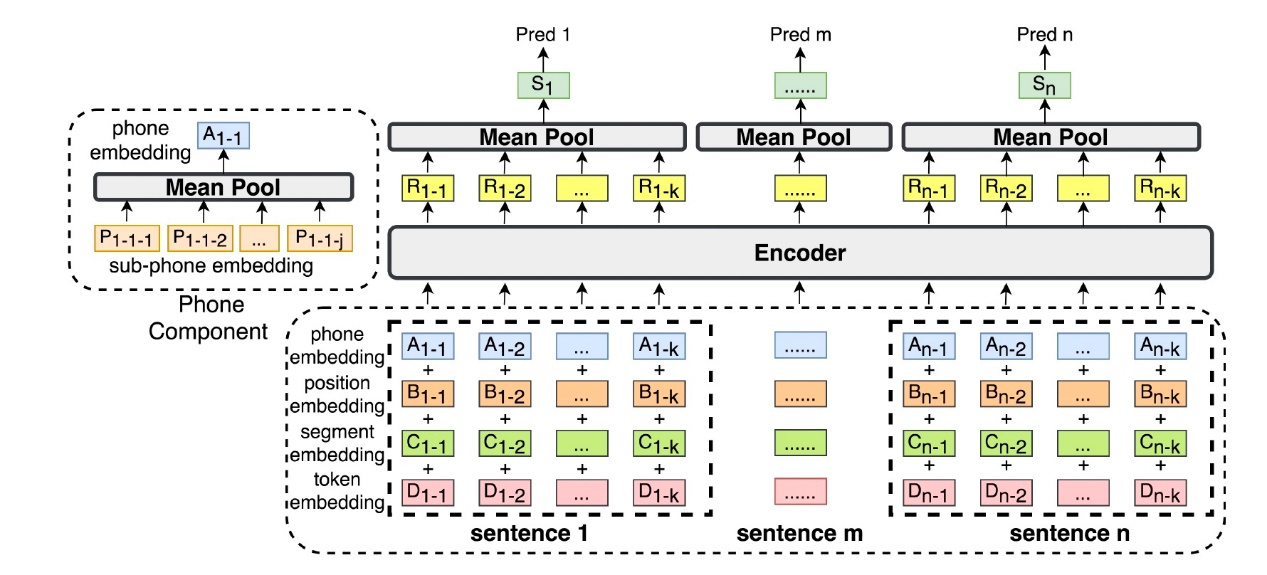 Pred 1 Pred m Pred n
S1 ...... Sn
Mean Pool Mean Pool Mean Pool
R1-1 R1-2 ... R1-k ...... Rn-1 Rn-2 ... Rn-k
Encoder
phone
embedding
A1-1
Mean Pool
P1-1-1 P1-1-2 ... P1-1-j
sub-phone embedding
Phone
Component
phone
embedding
A1-1 A1-2 ... A1-k ...... An-1 An-2 ... An-k
+ + + + + + + +
position
embedding
B1-1 B1-2 ... B1-k ...... Bn-1 Bn-2 ... Bn-k
+ + + + + + + +
segment
embedding
C1-1 C1-2 ... C1-k ...... Cn-1 Cn-2 ... Cn-k
+ + + + + + + +
token
embedding
D1-1 D1-2 ... D1-k ...... Dn-1 Dn-2 ... Dn-k
sentence 1 sentence m sentence n